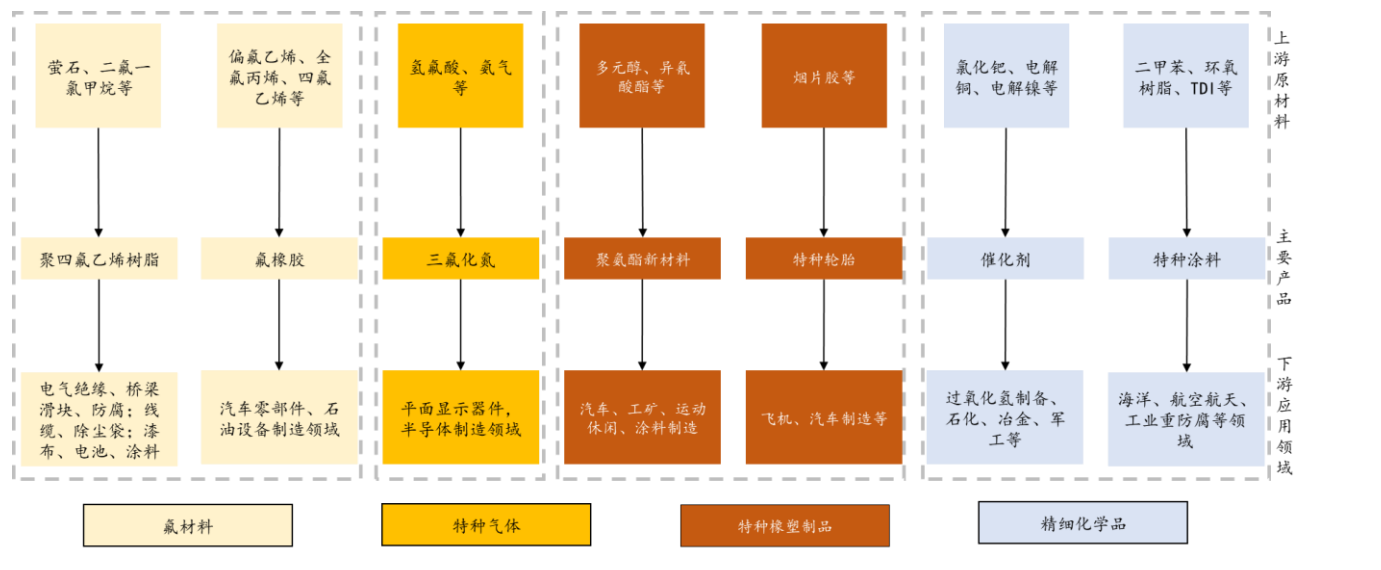 萤石、二氟一
氯甲烷等
偏氟乙烯、全
氟丙烯、四氟
乙烯等
氢氟酸、氨气
等
多元醇、异氰
酸酯等
烟片胶等
氯化钯、电解
铜、电解镍等
二甲苯、环氧
树脂、TDI等
上游原材料
聚四氟乙烯树脂
氟橡胶
三氟化氮
聚氨酯新材料
特种轮胎
催化剂
特种涂料
主要产品
电气绝缘、桥梁
滑块、防腐；线
缆、除尘袋；漆
布、电池、涂料
汽车零部件、石
油设备制造领域
平面显示器件，
半导体制造领域
汽车、工矿、运动
休闲、涂料制造
飞机、汽车制造等
过氧化氢制备、
石化、冶金、军
工等
海洋、航空航天、
工业重防腐等领
域
下游应用领域
氟材料
特种气体
特种橡塑制品
精细化学品